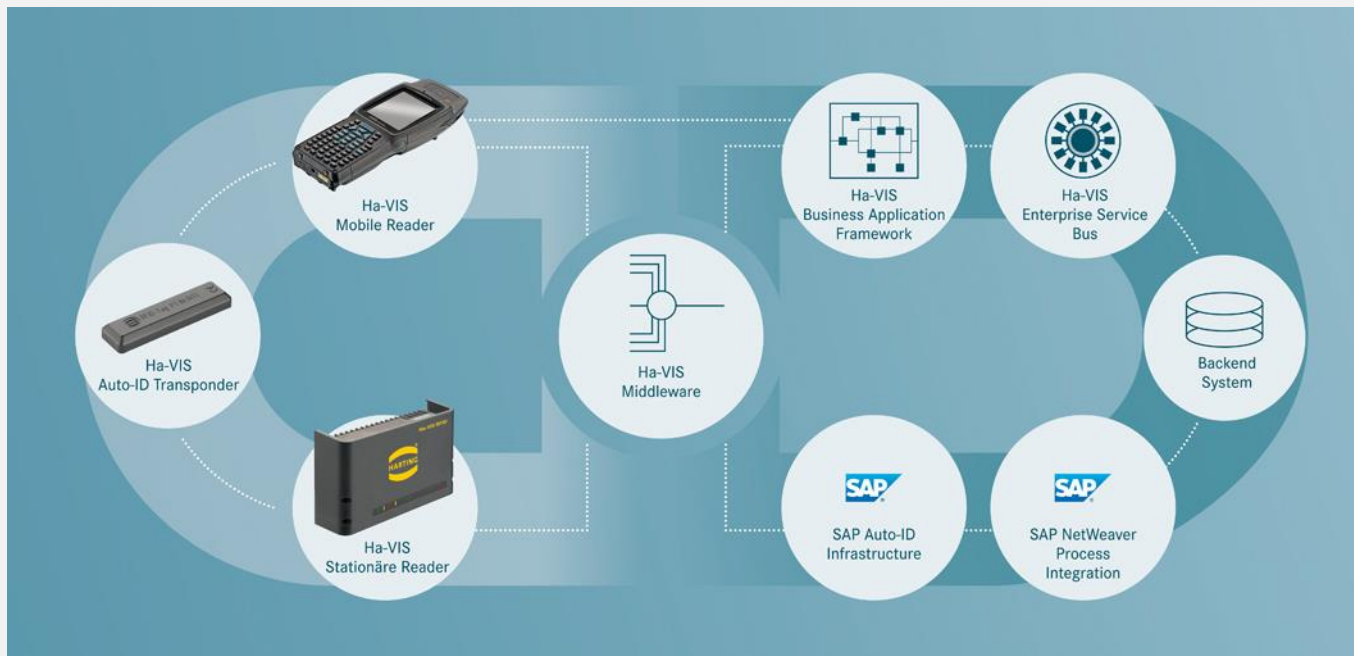 Ha-VIS
Mobile Reader
Ha-VIS
Business Application
Framework
Ha-VIS
Enterprise Service
Bus
Ha-VIS
Auto-ID Transponder
Ha-VIS
Middleware
Backend
System
HARTING
Ha-VIS
Stationäre Reader
SAP
SAP Auto-ID
Infrastructure
SAP
SAP NetWeaver
Process
Integration